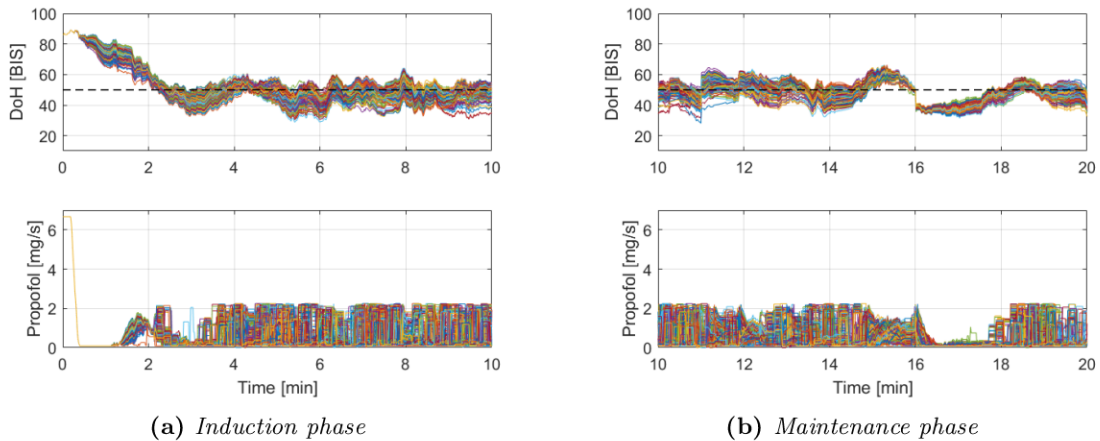 100
80
60
40
20
DoH [BIS]
0 2 4 6 8 10
6
4
2
0
Propofol [mg/s]
0 2 4 6 8 10
Time [min]
(a) Induction phase
100
80
60
40
20
DoH [BIS]
10 12 14 16 18 20
6
4
2
0
Propofol [mg/s]
10 12 14 16 18 20
Time [min]
(b) Maintenance phase